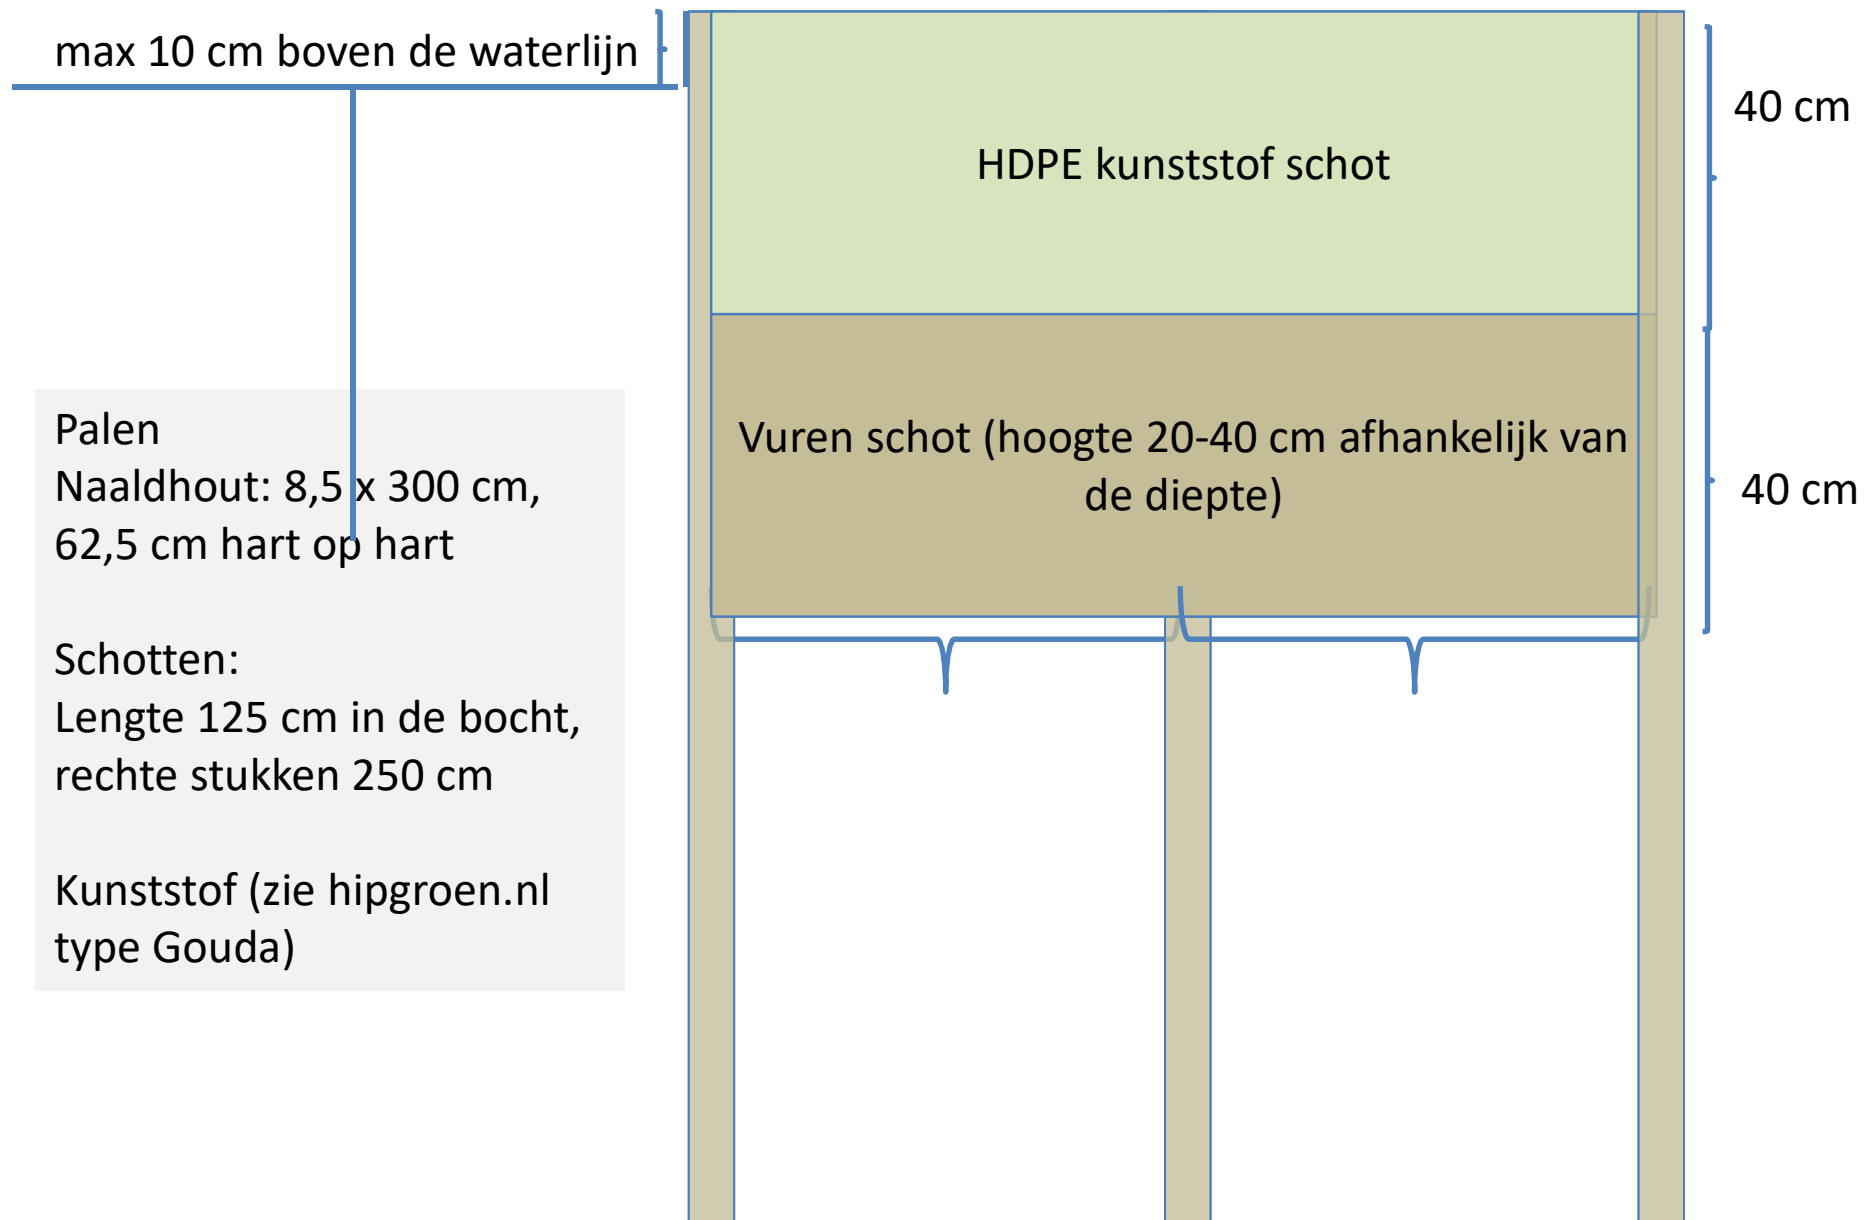 max 10 cm boven de waterlijn
40 cm
HDPE kunststof schot
Vuren schot (hoogte 20-40 cm afhankelijk van
de diepte)
40 cm
Palen
Naaldhout: 8,5 x 300 cm,
62,5 cm hart op hart
Schotten:
Lengte 125 cm in de bocht,
rechte stukken 250 cm
Kunststof (zie hipgroen.nl
type Gouda)